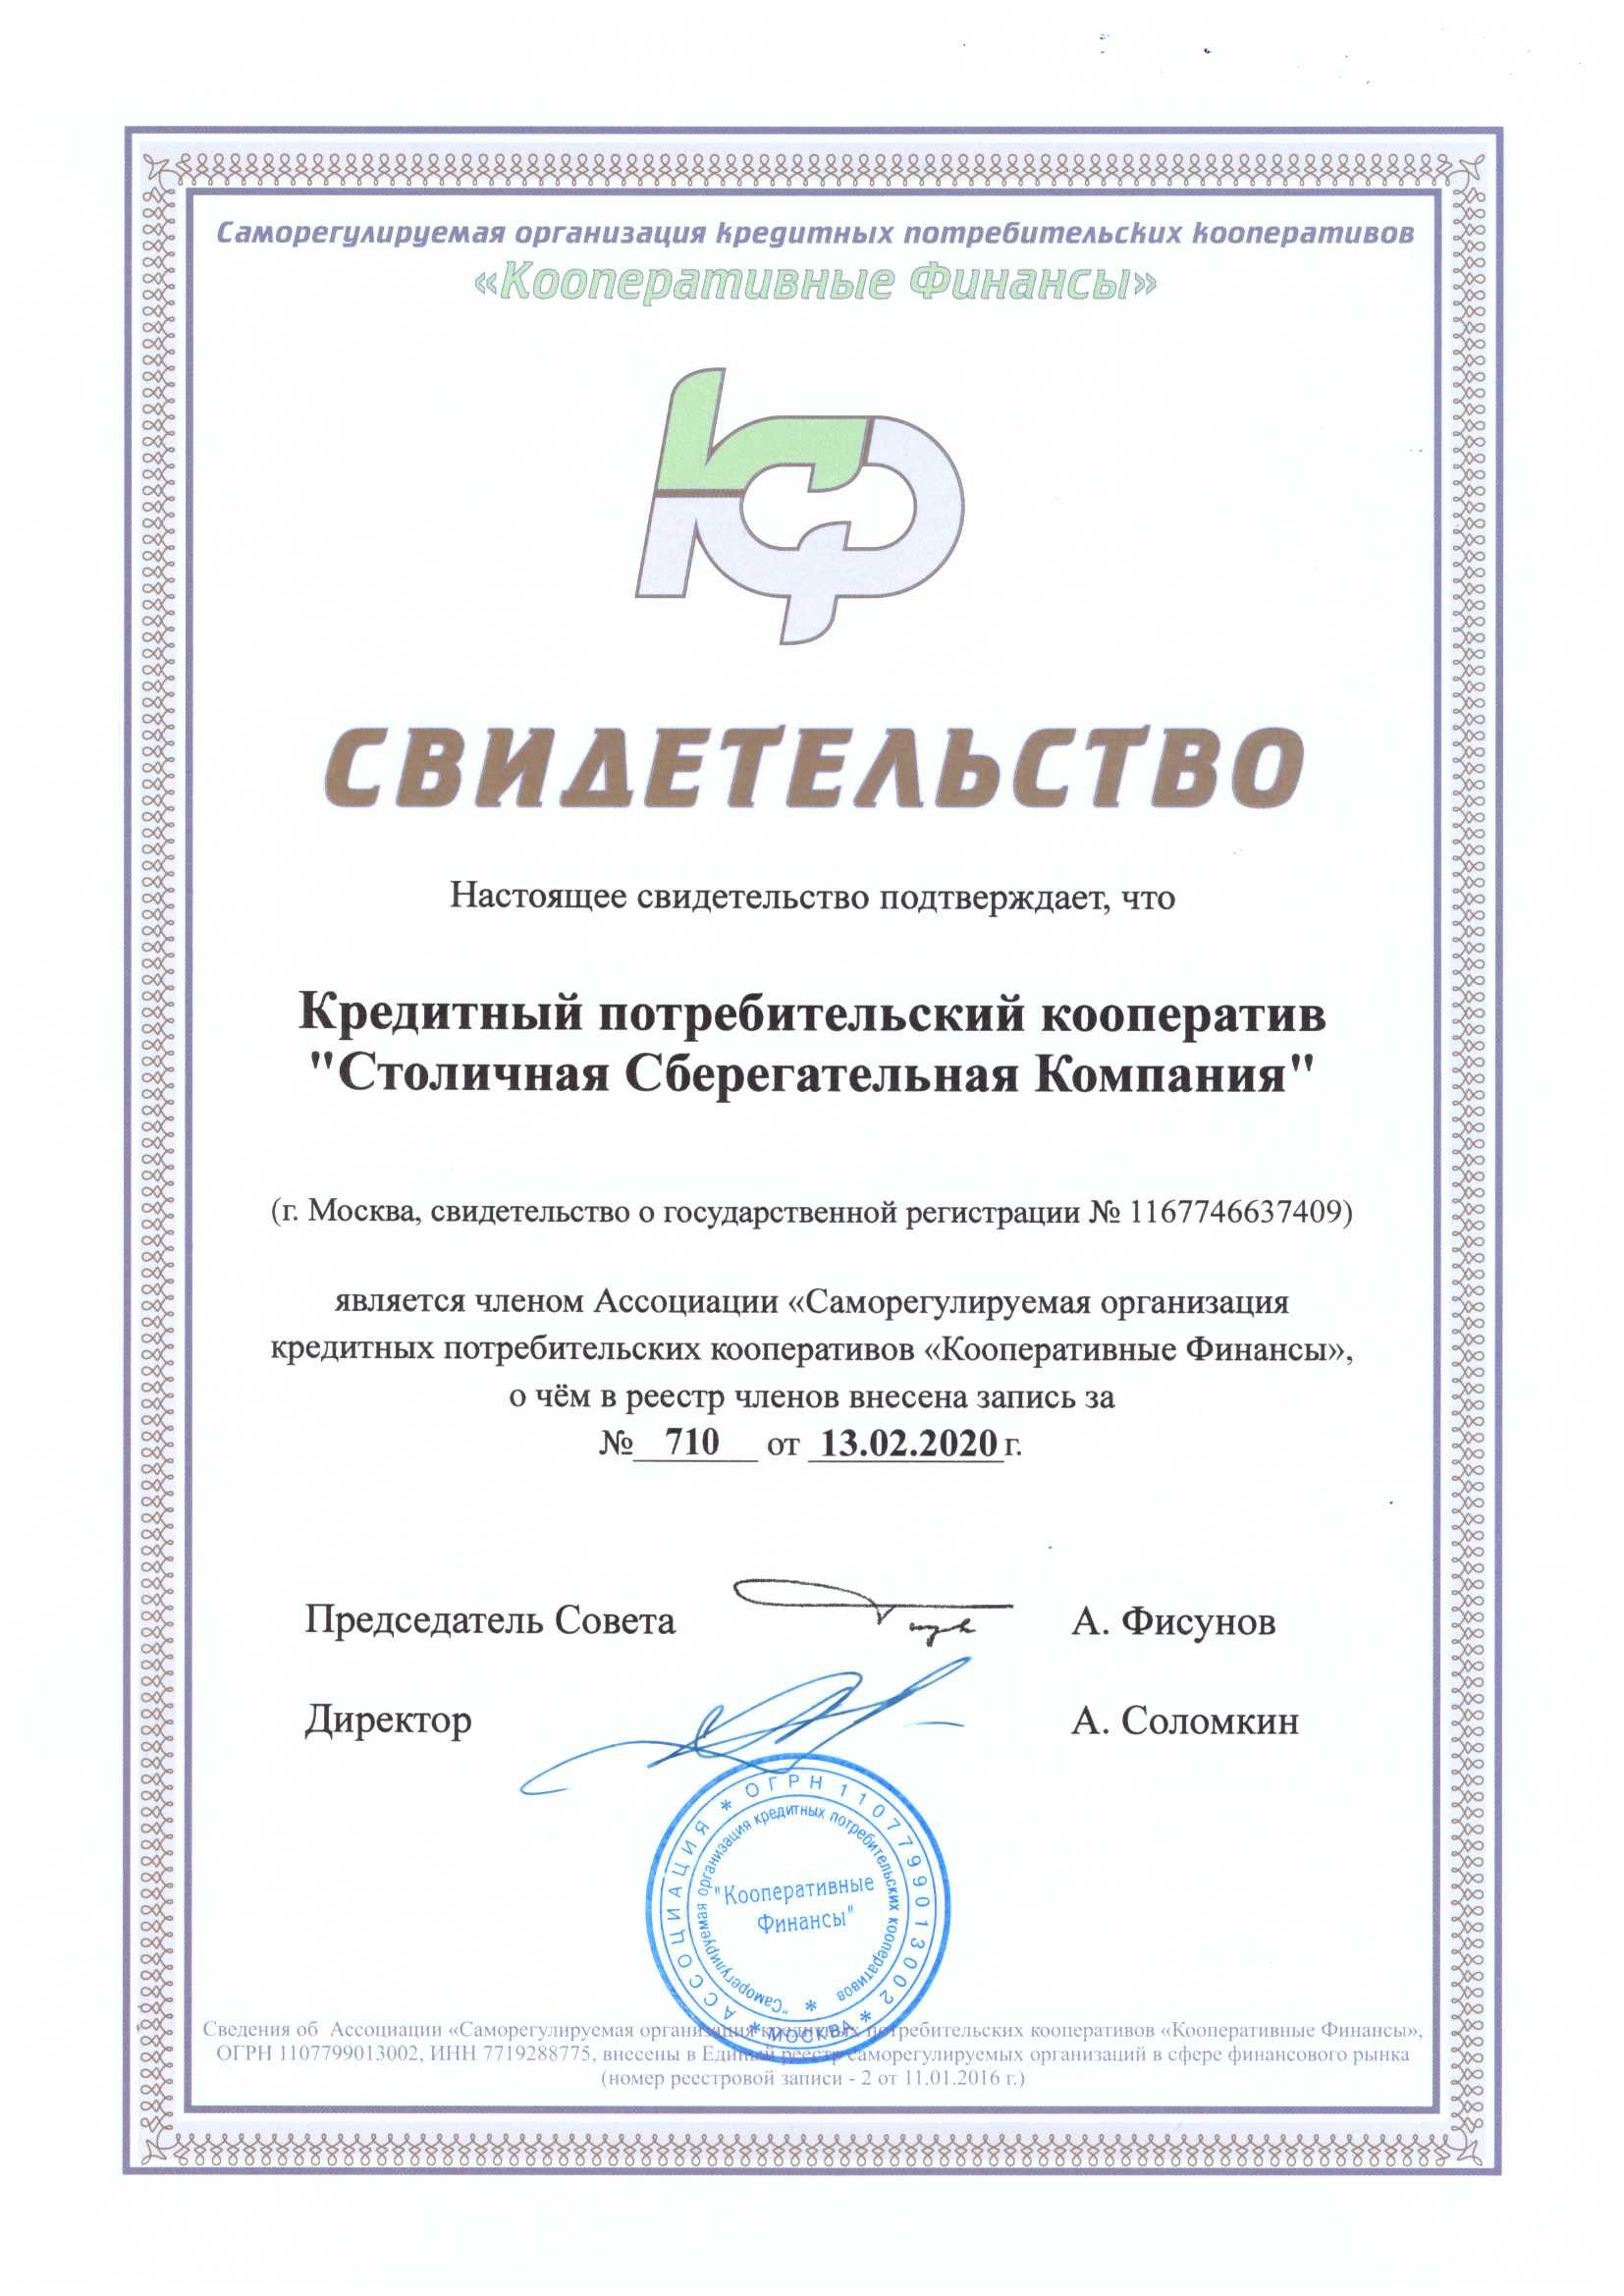 Саморегулируемая организация кредитных потребительских кооперативов
«Кооперативные Финансы»
КФ
СВИДЕТЕЛЬСТВО
Настоящее свидетельство подтверждает, что
Кредитный потребительский кооператив
"Столичная Сберегательная Компания"
(г. Москва, свидетельство о государственной регистрации № 1167746637409)
является членом Ассоциации «Саморегулируемая организация
кредитных потребительских кооперативов «Кооперативные Финансы»,
о чём в реестр членов внесена запись за
№ 710 от 13.02.2020 г.
Председатель Совета А. Фисунов
Директор А. Соломкин
АССОЦИАЦИЯ * ОГРН 1107799013002 * МОСКВА *
"Саморегулируемая организация кредитных потребительских кооперативов *
"Кооперативные
Финансы"
Сведения об Ассоциации «Саморегулируемая организация кредитных потребительских кооперативов «Кооперативные Финансы»,
ОГРН 1107799013002, ИНН 7719288775, внесены в Единый реестр саморегулируемых организаций в сфере финансового рынка
(номер реестровой записи - 2 от 11.01.2016 г.)